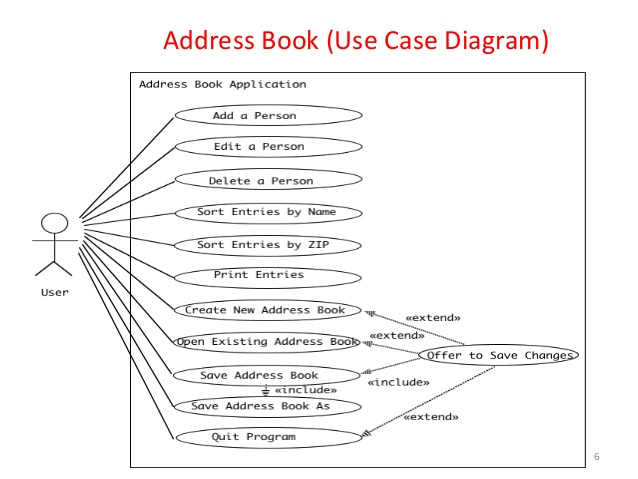 Address Book (Use Case Diagram)
Address Book Application
Add a Person
Edit a Person
Delete a Person
Sort Entries by Name
Sort Entries by ZIP
Print Entries
User
Create New Address Book
«extend»
Open Existing Address Book
«extend»
Offer to Save Changes
Save Address Book
«include»
«include»
Save Address Book As
«extend»
Quit Program
6